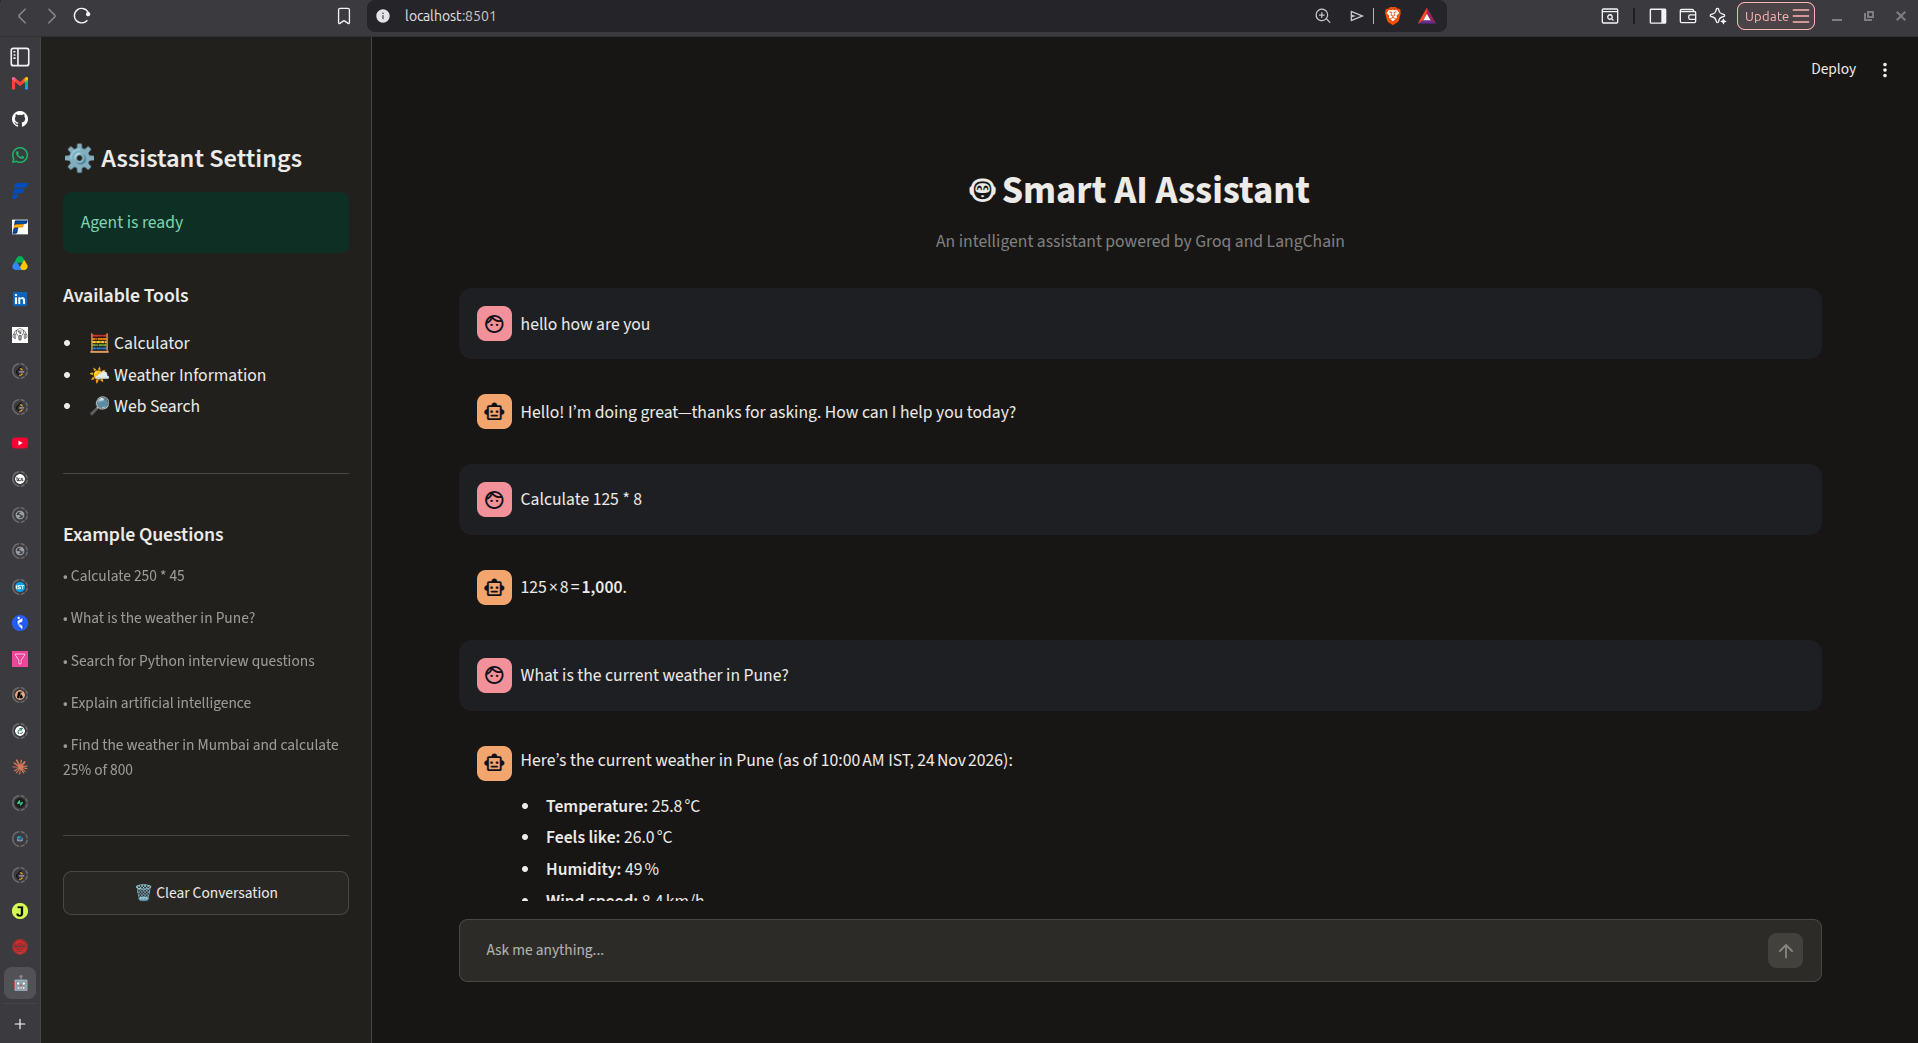 localhost:8501
Update
Deploy
Assistant Settings
Agent is ready
Available Tools
• Calculator
• Weather Information
• Web Search
Example Questions
• Calculate 250 * 45
• What is the weather in Pune?
• Search for Python interview questions
• Explain artificial intelligence
• Find the weather in Mumbai and calculate
25% of 800
Clear Conversation
Smart AI Assistant
An intelligent assistant powered by Groq and LangChain
hello how are you
Hello! I’m doing great—thanks for asking. How can I help you today?
Calculate 125 * 8
125 × 8 = 1,000.
What is the current weather in Pune?
Here’s the current weather in Pune (as of 10:00 AM IST, 24 Nov 2026):
• Temperature: 25.8 °C
• Feels like: 26.0 °C
• Humidity: 49 %
• Wind speed: 8.4 km/h
Ask me anything...